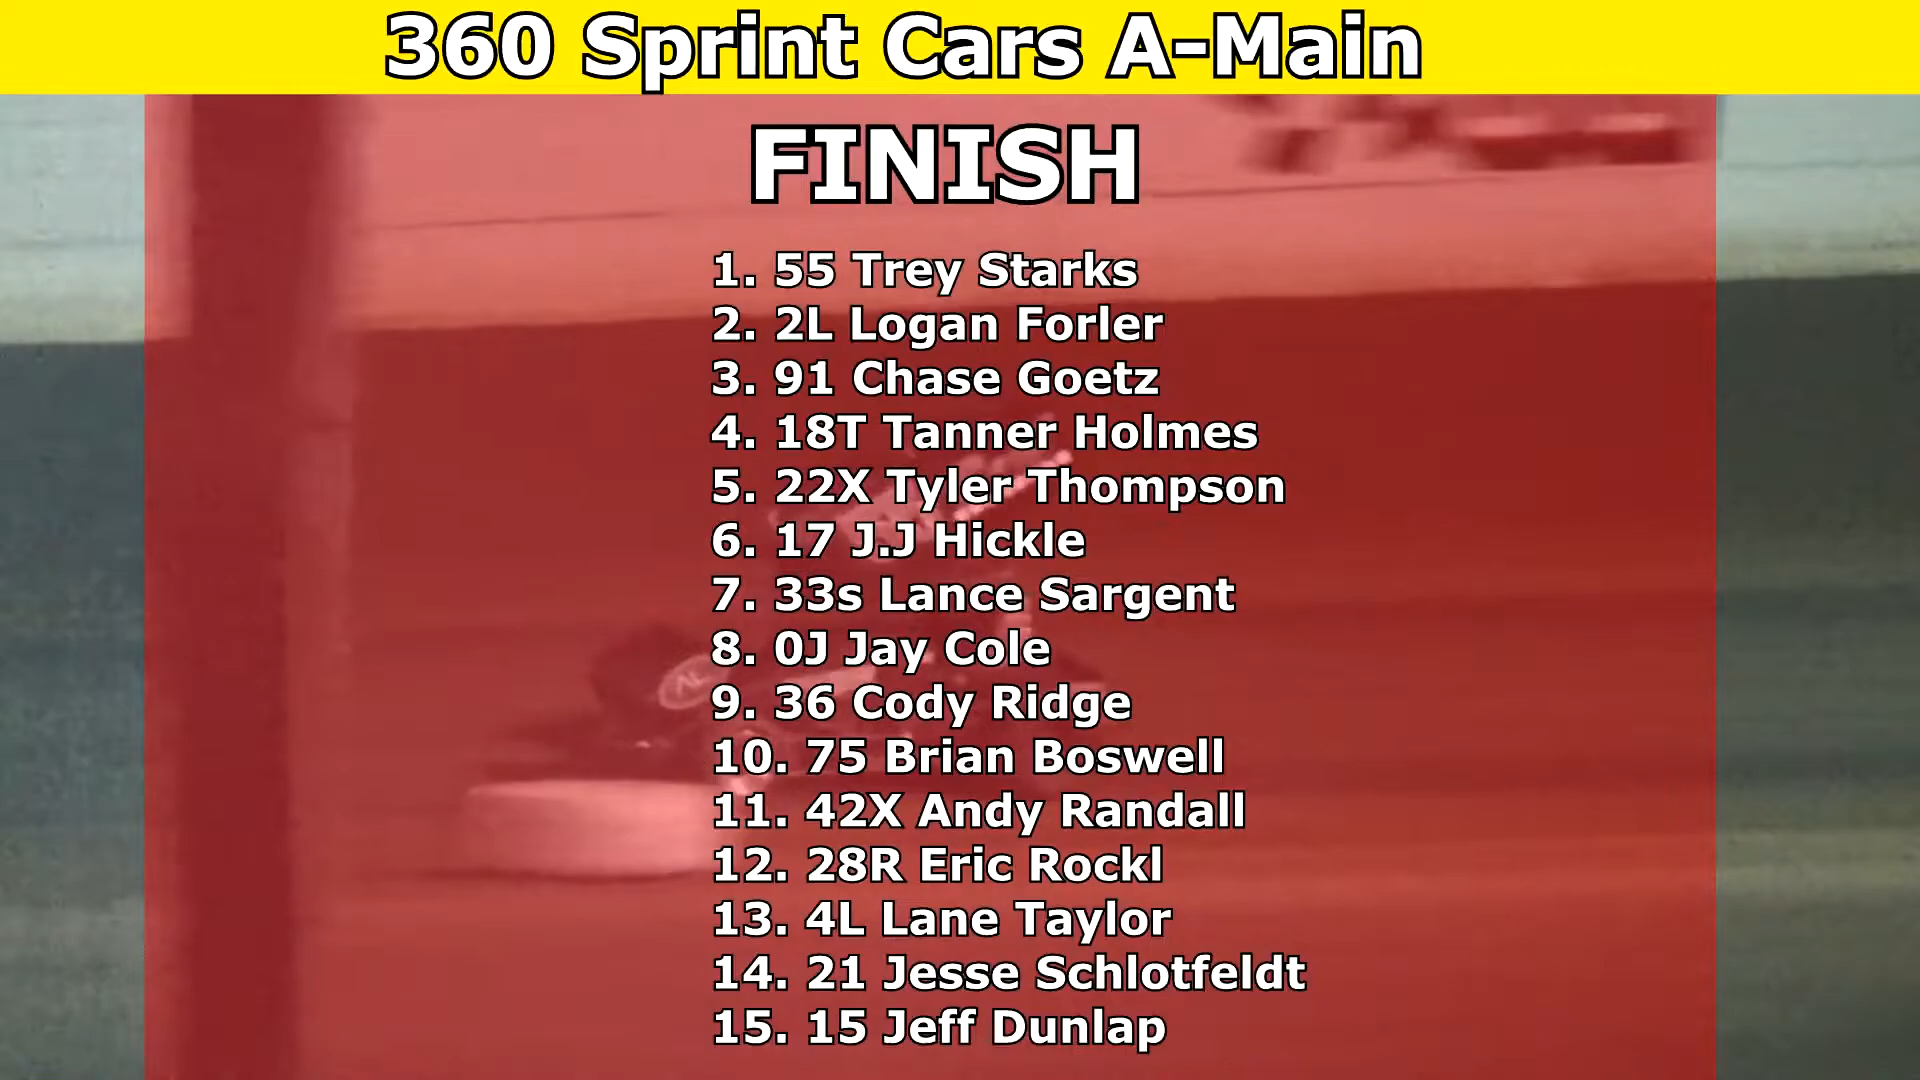 360 Sprint Cars A-Main
FINISH
1. 55 Trey Starks
2. 2L Logan Forler
3. 91 Chase Goetz
4. 18T Tanner Holmes
5. 22X Tyler Thompson
6. 17 J.J Hickle
7. 33s Lance Sargent
8. 0J Jay Cole
9. 36 Cody Ridge
10. 75 Brian Boswell
11. 42X Andy Randall
12. 28R Eric Rockl
13. 4L Lane Taylor
14. 21 Jesse Schlotfeldt
15. 15 Jeff Dunlap